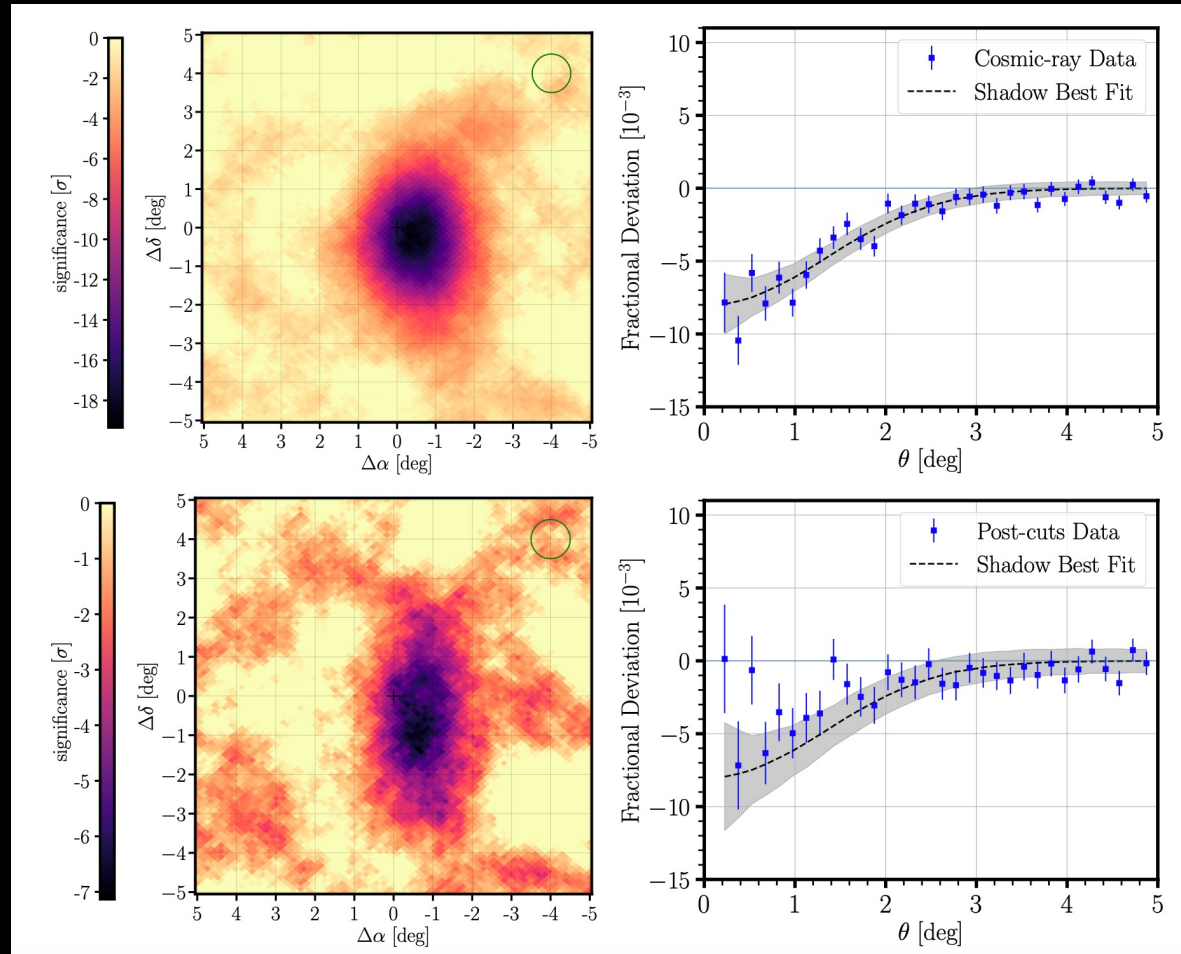 0
-2
-4
-6
-8
-10
-12
-14
-16
-18
significance [σ]
5
4
3
2
1
0
−1
−2
−3
−4
−5
Δδ [deg]
5 4 3 2 1 0 -1 -2 -3 -4 -5
Δα [deg]
10
5
0
−5
−10
−15
Fractional Deviation [10⁻³]
Cosmic-ray Data
Shadow Best Fit
0 1 2 3 4 5
θ [deg]
0
-1
-2
-3
-4
-5
-6
-7
significance [σ]
5
4
3
2
1
0
−1
−2
−3
−4
−5
Δδ [deg]
5 4 3 2 1 0 -1 -2 -3 -4 -5
Δα [deg]
10
5
0
−5
−10
−15
Fractional Deviation [10⁻³]
Post-cuts Data
Shadow Best Fit
0 1 2 3 4 5
θ [deg]